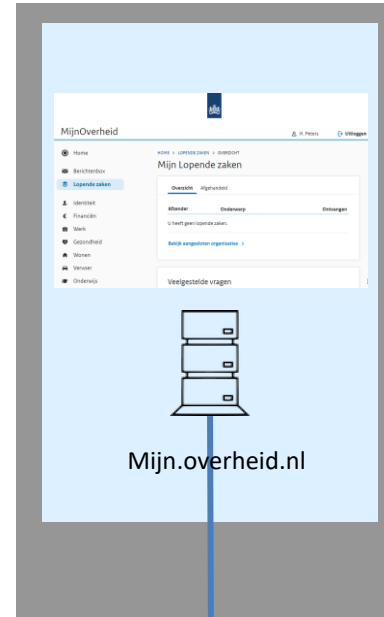 MijnOverheid
H. Peters
Uitloggen
Home
Berichtenbox
Lopende zaken
Identiteit
Financiën
Werk
Gezondheid
Wonen
Vervoer
Onderwijs
HOME > LOPENDE ZAKEN > OVERZICHT
Mijn Lopende zaken
Overzicht Afgehandeld
Afzender Onderwerp Ontvangen
U heeft geen lopende zaken.
Bekijk aangesloten organisaties >
Veelgestelde vragen
Mijn.overheid.nl